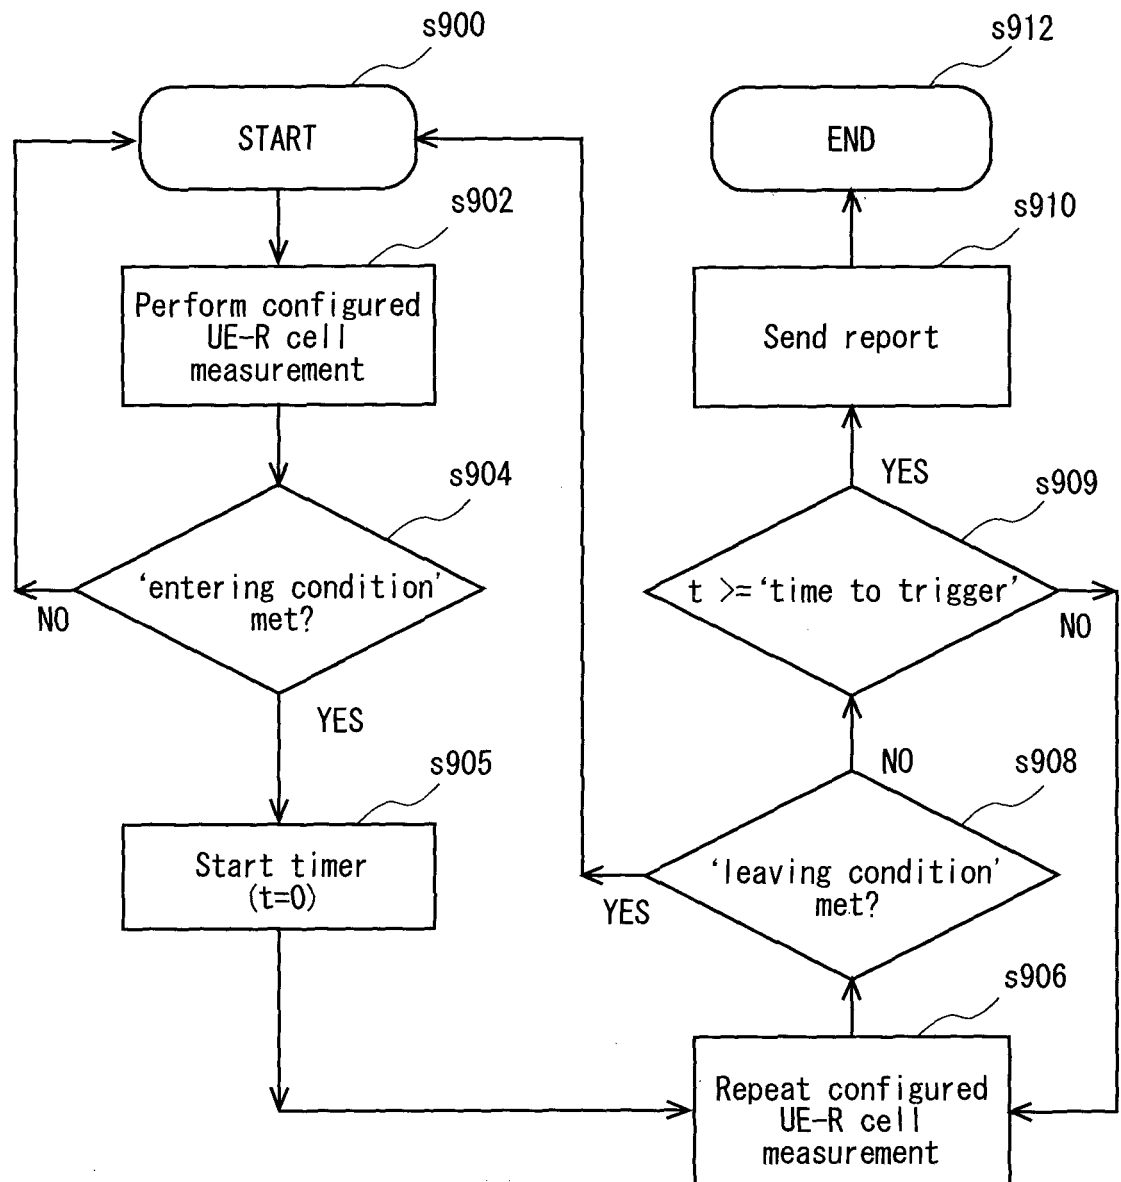 s900
START
s902
Perform configured
UE-R cell
measurement
s904
‘entering condition’
met?
NO
YES
s905
Start timer
(t=0)
s912
END
s910
Send report
YES
s909
t >=‘time to trigger’
NO
NO
s908
‘leaving condition’
met?
YES
s906
Repeat configured
UE-R cell
measurement